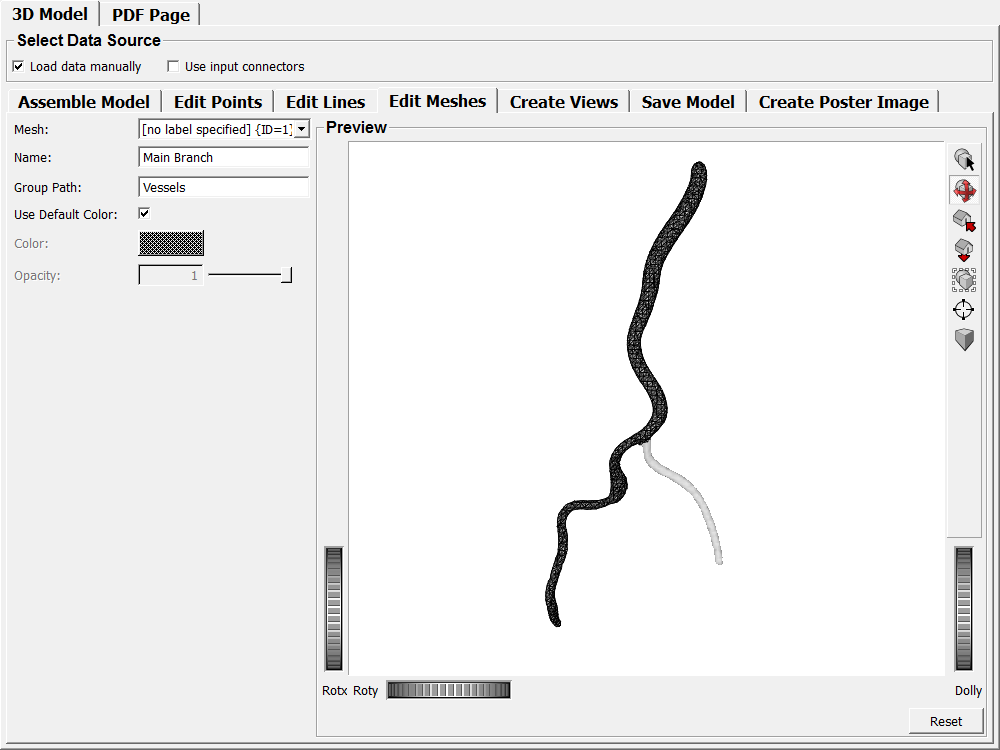 3D Model PDF Page
Select Data Source
Load data manually Use input connectors
Assemble Model Edit Points Edit Lines Edit Meshes Create Views Save Model Create Poster Image
Mesh: [no label specified] {ID=1}
Preview
Name: Main Branch
Group Path: Vessels
Use Default Color:
Color:
Opacity: 1
Rotx Roty Dolly
Reset